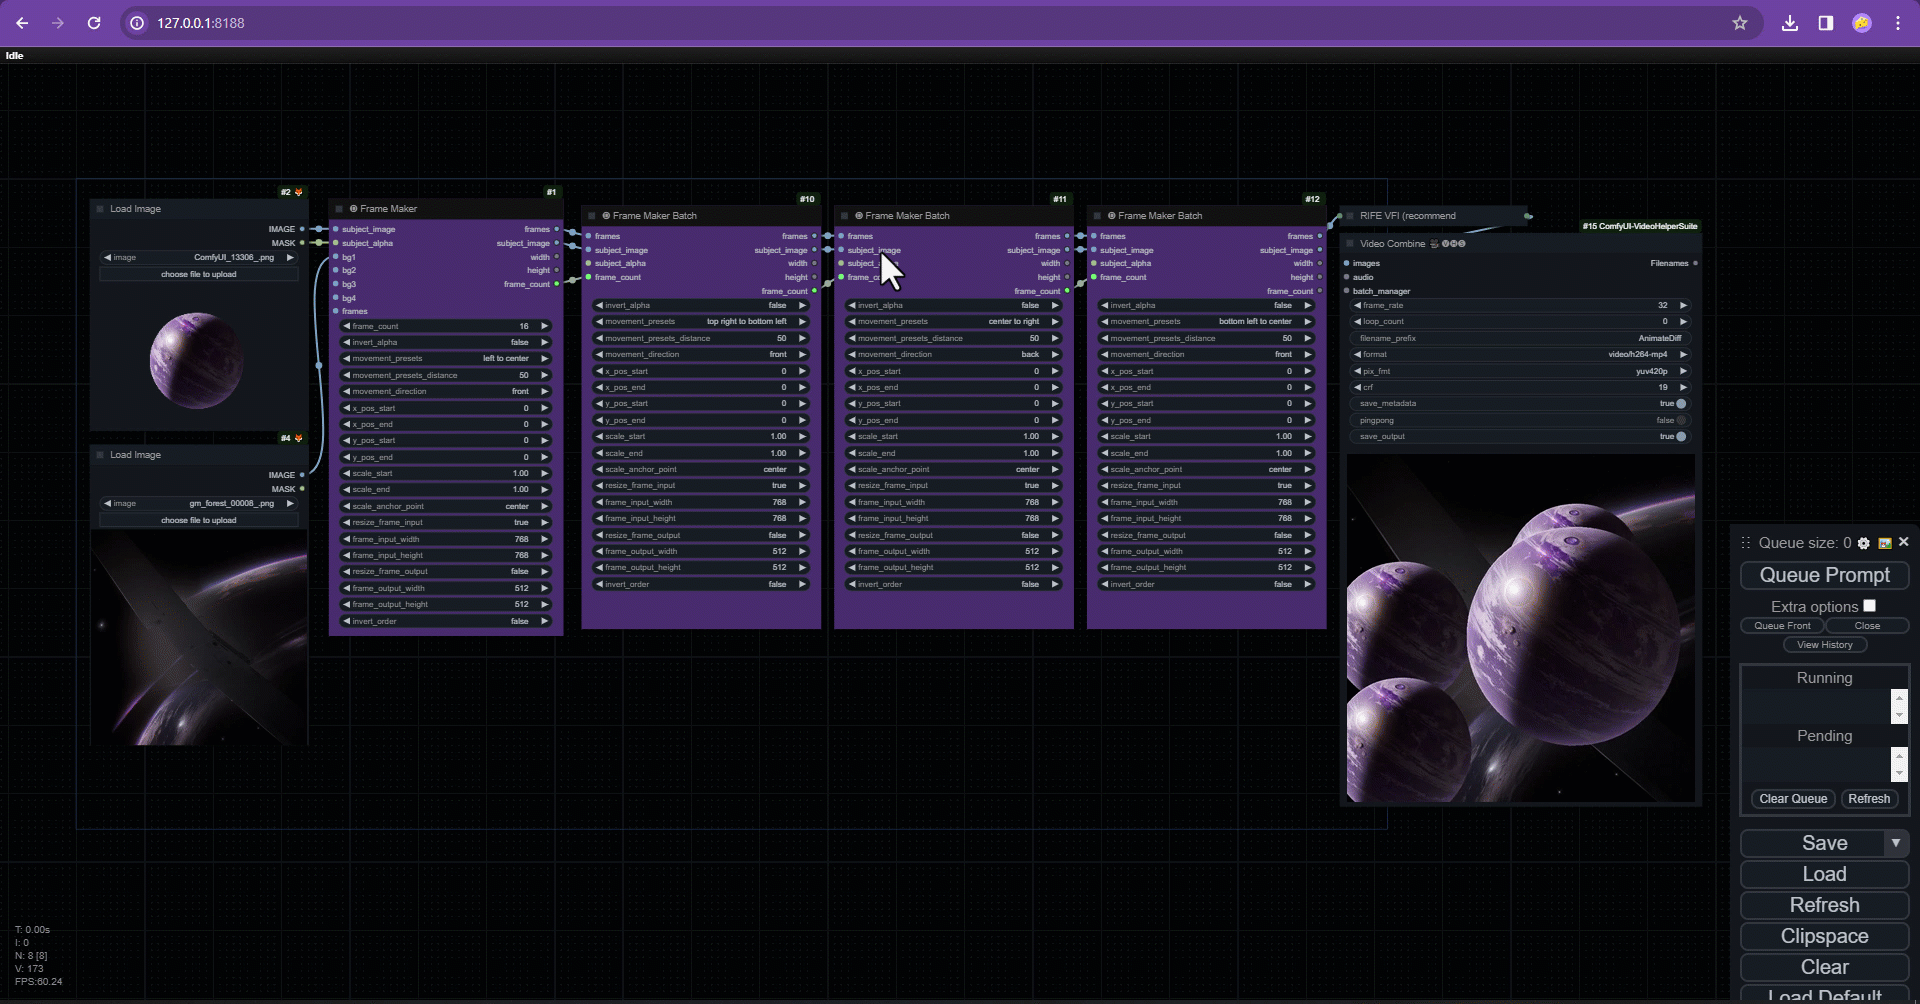 127.0.0.1:8188
Idle
#2
Load Image
IMAGE
MASK
image ComfyUI_13306_.png
choose file to upload
#4
Load Image
IMAGE
MASK
image gm_forest_00008_.png
choose file to upload
#1
Frame Maker
subject_image frames
subject_alpha subject_image
bg1 width
bg2 height
bg3 frame_count
bg4
frames
frame_count 16
invert_alpha false
movement_presets left to center
movement_presets_distance 50
movement_direction front
x_pos_start 0
x_pos_end 0
y_pos_start 0
y_pos_end 0
scale_start 1.00
scale_end 1.00
scale_anchor_point center
resize_frame_input true
frame_input_width 768
frame_input_height 768
resize_frame_output false
frame_output_width 512
frame_output_height 512
invert_order false
#10
Frame Maker Batch
frames frames
subject_image subject_image
subject_alpha width
frame_count height
frame_count
invert_alpha false
movement_presets top right to bottom left
movement_presets_distance 50
movement_direction front
x_pos_start 0
x_pos_end 0
y_pos_start 0
y_pos_end 0
scale_start 1.00
scale_end 1.00
scale_anchor_point center
resize_frame_input true
frame_input_width 768
frame_input_height 768
resize_frame_output false
frame_output_width 512
frame_output_height 512
invert_order false
#11
Frame Maker Batch
frames frames
subject_image subject_image
width
height
frame_count
invert_alpha false
movement_presets center to right
movement_presets_distance 50
movement_direction back
x_pos_start 0
x_pos_end 0
y_pos_start 0
y_pos_end 0
scale_start 1.00
scale_end 1.00
scale_anchor_point center
resize_frame_input true
frame_input_width 768
frame_input_height 768
resize_frame_output false
frame_output_width 512
frame_output_height 512
invert_order false
#12
Frame Maker Batch
frames frames
subject_image subject_image
subject_alpha width
frame_count height
frame_count
invert_alpha false
movement_presets bottom left to center
movement_presets_distance 50
movement_direction front
x_pos_start 0
x_pos_end 0
y_pos_start 0
y_pos_end 0
scale_start 1.00
scale_end 1.00
scale_anchor_point center
resize_frame_input true
frame_input_width 768
frame_input_height 768
resize_frame_output false
frame_output_width 512
frame_output_height 512
invert_order false
RIFE VFI (recommend
#15 ComfyUI-VideoHelperSuite
Video Combine 🎥🅥🅗🅢
images Filenames
audio
batch_manager
frame_rate 32
loop_count 0
filename_prefix AnimateDiff
format video/h264-mp4
pix_fmt yuv420p
crf 19
save_metadata true
pingpong false
save_output true
Queue size: 0
Queue Prompt
Extra options
Queue Front Close
View History
Running
Pending
Clear Queue Refresh
Save
Load
Refresh
Clipspace
Clear
Load Default
T: 0.00s
I: 0
N: 8 [8]
V: 173
FPS:60.24